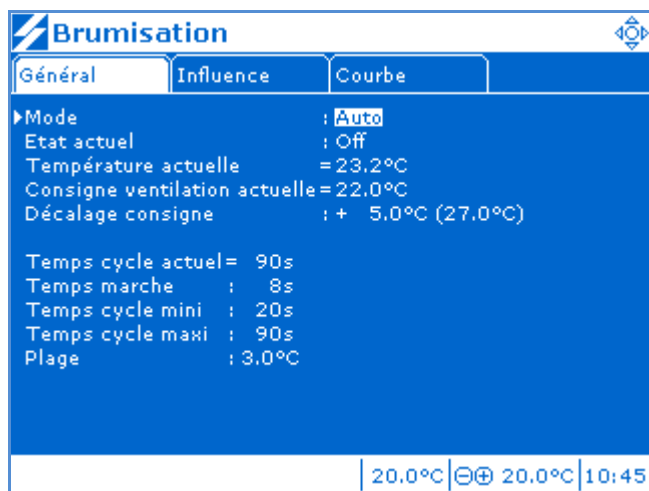 Brumisation
Général Influence Courbe
Mode : Auto
Etat actuel : Off
Température actuelle =23.2°C
Consigne ventilation actuelle=22.0°C
Décalage consigne :+ 5.0°C (27.0°C)
Temps cycle actuel= 90s
Temps marche : 8s
Temps cycle mini : 20s
Temps cycle maxi : 90s
Plage : 3.0°C
20.0°C ⊖⊕ 20.0°C 10:45